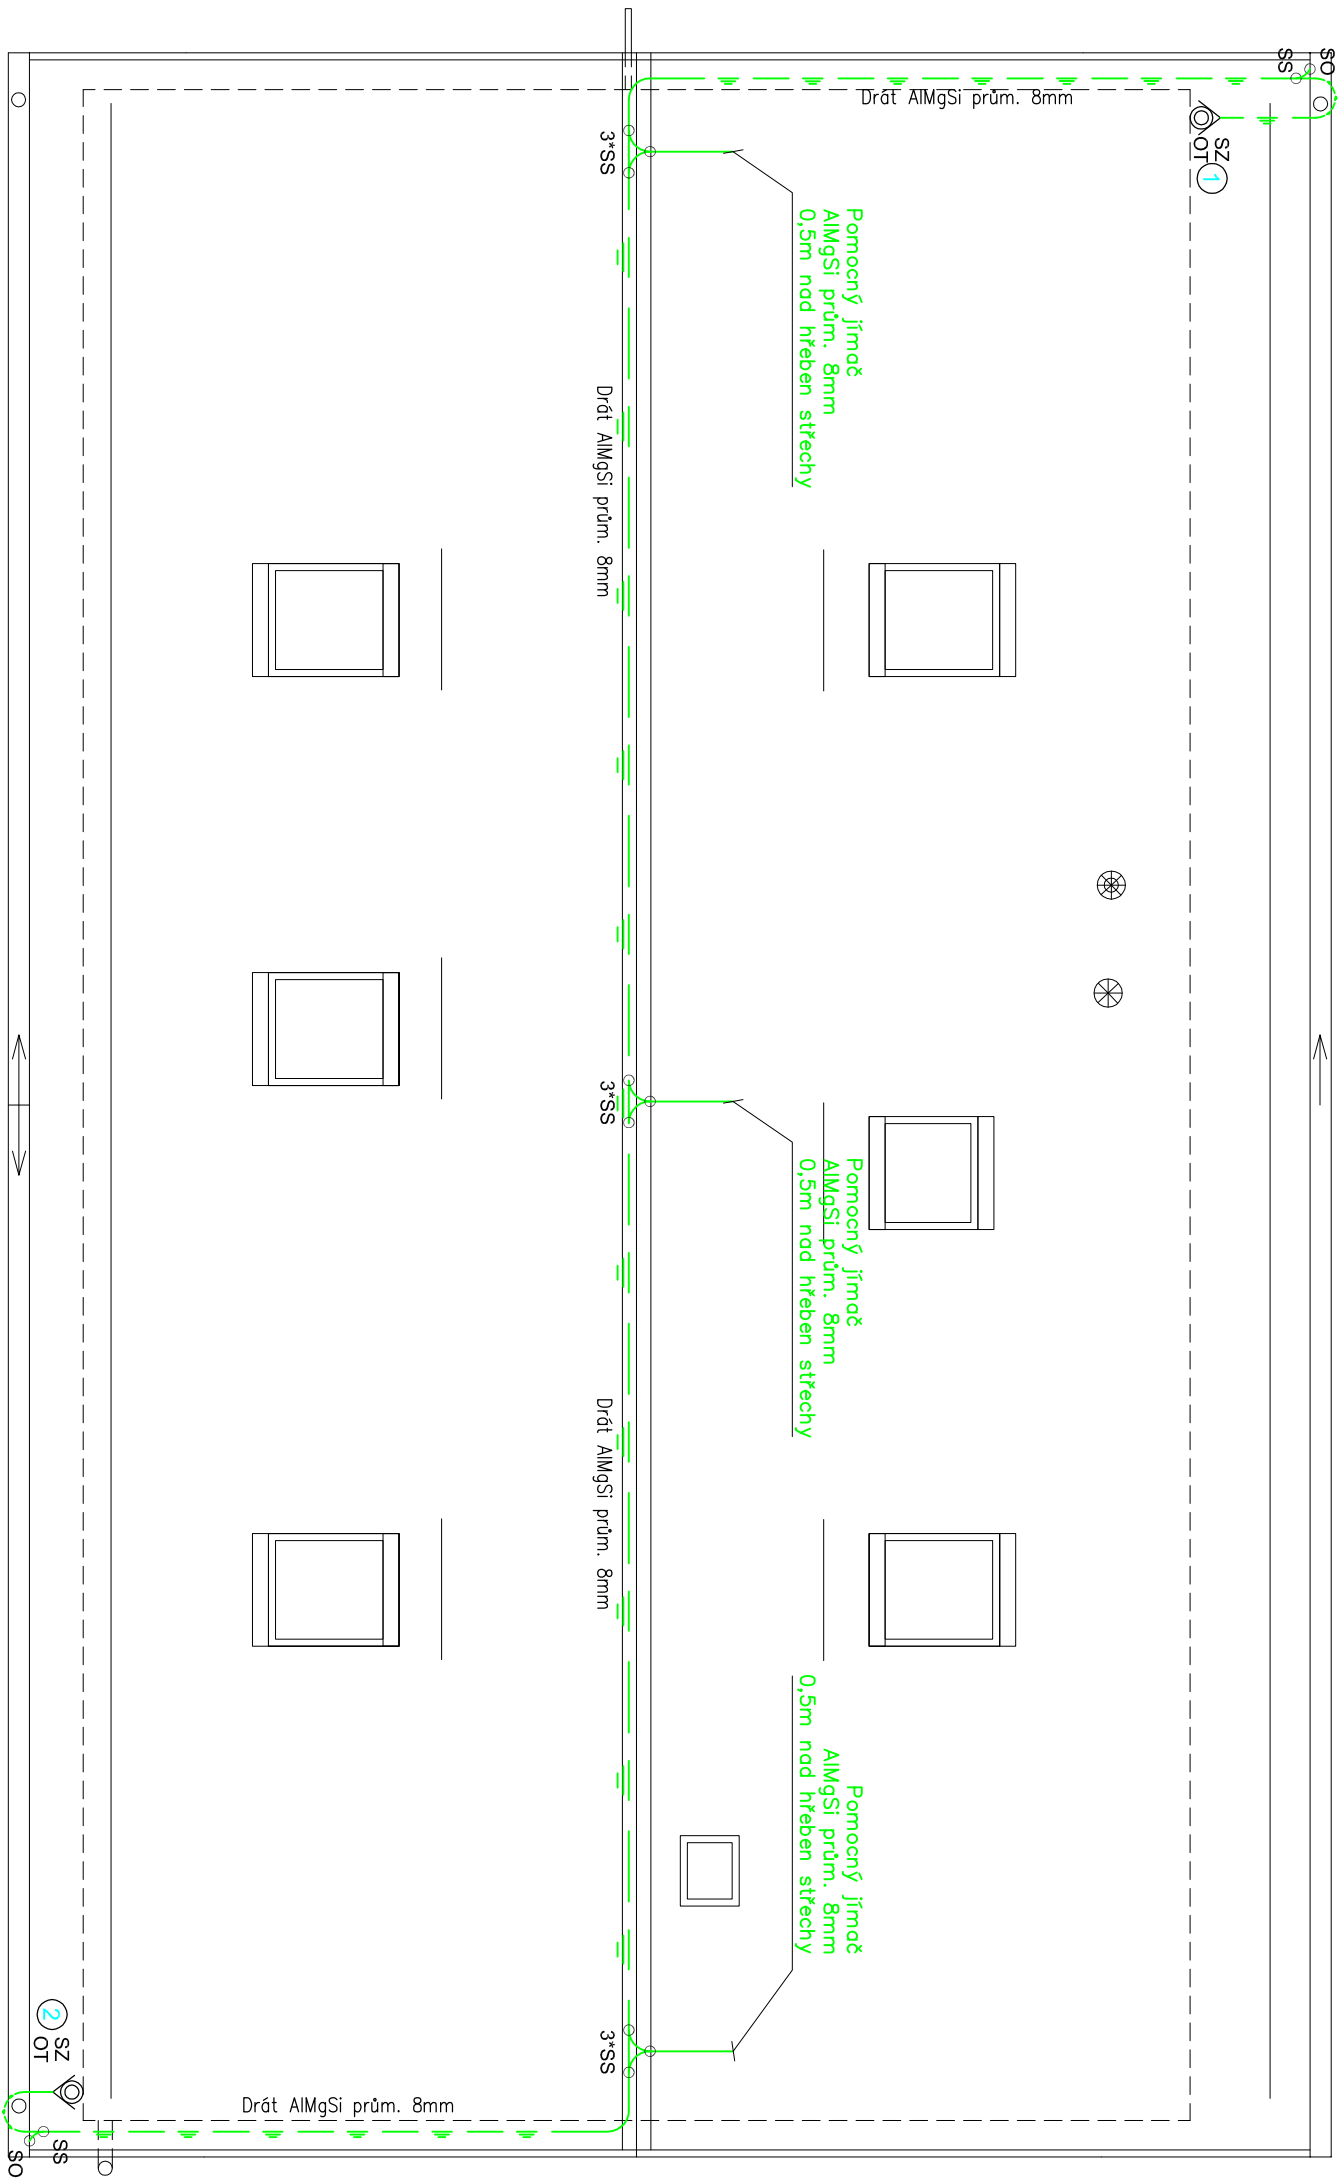 SO
SS
Drát AlMgSi prům. 8mm
SZ
OT
1
3*SS
Pomocný jímač
AlMgSi prům. 8mm
0,5m nad hřeben střechy
Drát AlMgSi prům. 8mm
3*SS
Pomocný jímač
AlMgSi prům. 8mm
0,5m nad hřeben střechy
Drát AlMgSi prům. 8mm
Pomocný jímač
AlMgSi prům. 8mm
0,5m nad hřeben střechy
3*SS
2
SZ
OT
Drát AlMgSi prům. 8mm
SS
SO